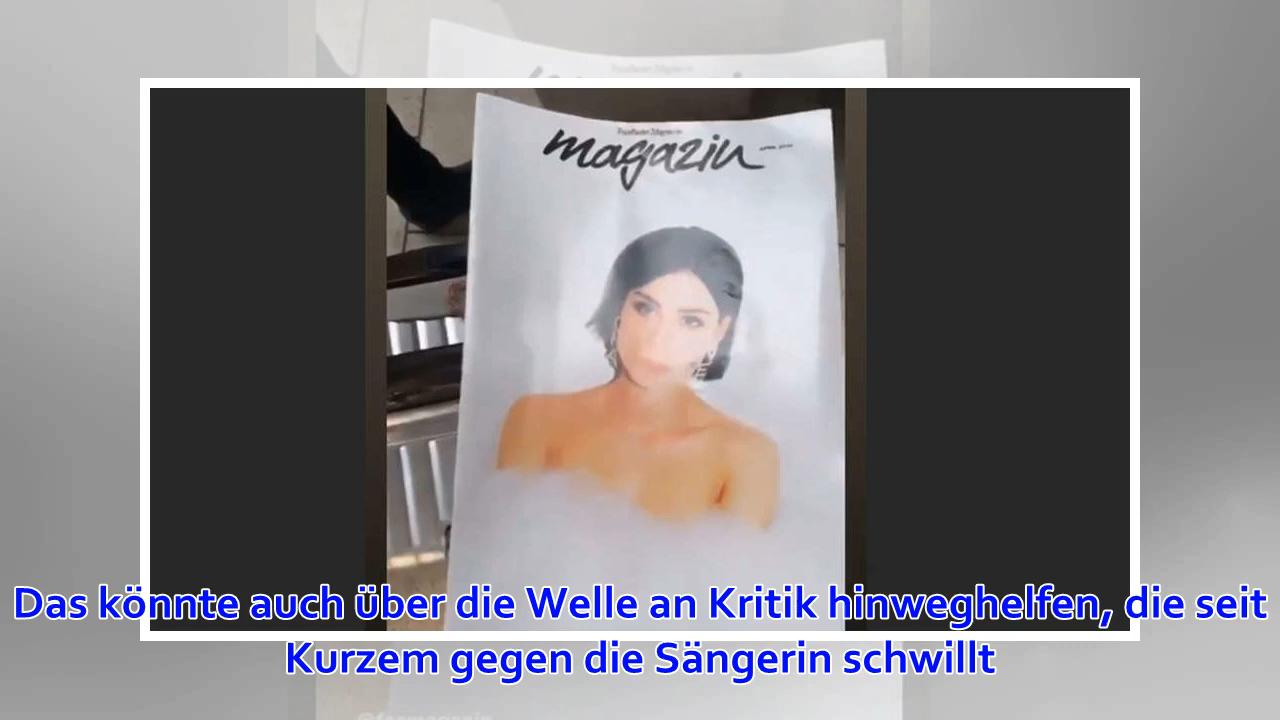 magazin
Das könnte auch über die Welle an Kritik hinweghelfen, die seit
Kurzem gegen die Sängerin schwillt